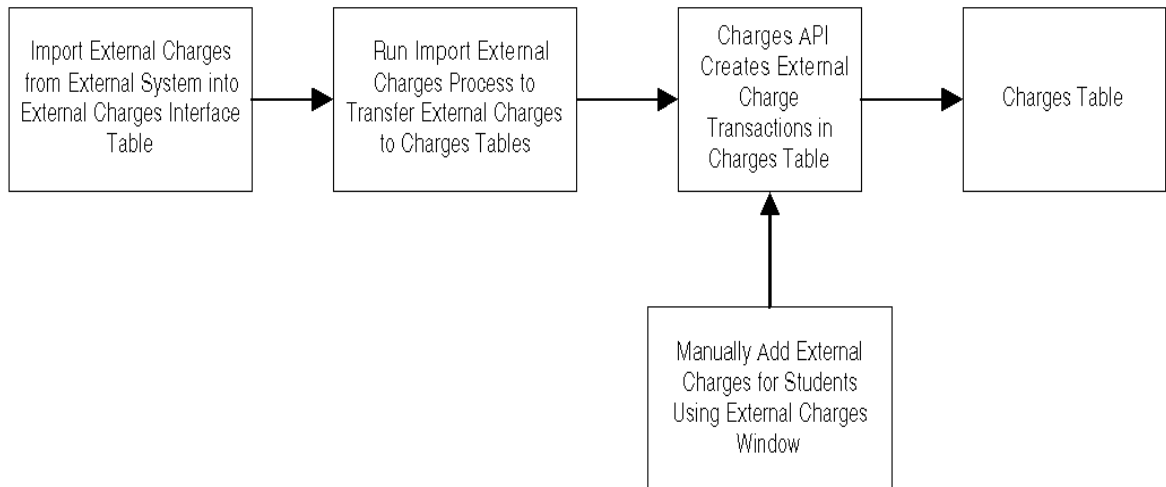 Import External Charges
from External System into
External Charges Interface
Table
Run Import External
Charges Process to
Transfer External Charges
to Charges Tables
Charges API
Creates External
Charge
Transactions in
Charges Table
Charges Table
Manually Add External
Charges for Students
Using External Charges
Window